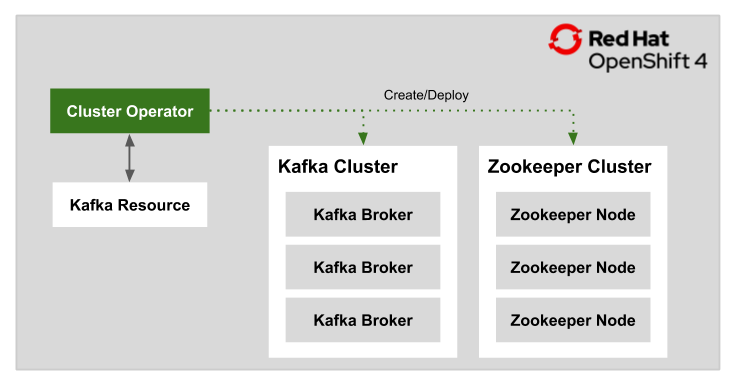 Red Hat
OpenShift 4
Create/Deploy
Cluster Operator
Kafka Resource
Kafka Cluster
Kafka Broker
Kafka Broker
Kafka Broker
Zookeeper Cluster
Zookeeper Node
Zookeeper Node
Zookeeper Node